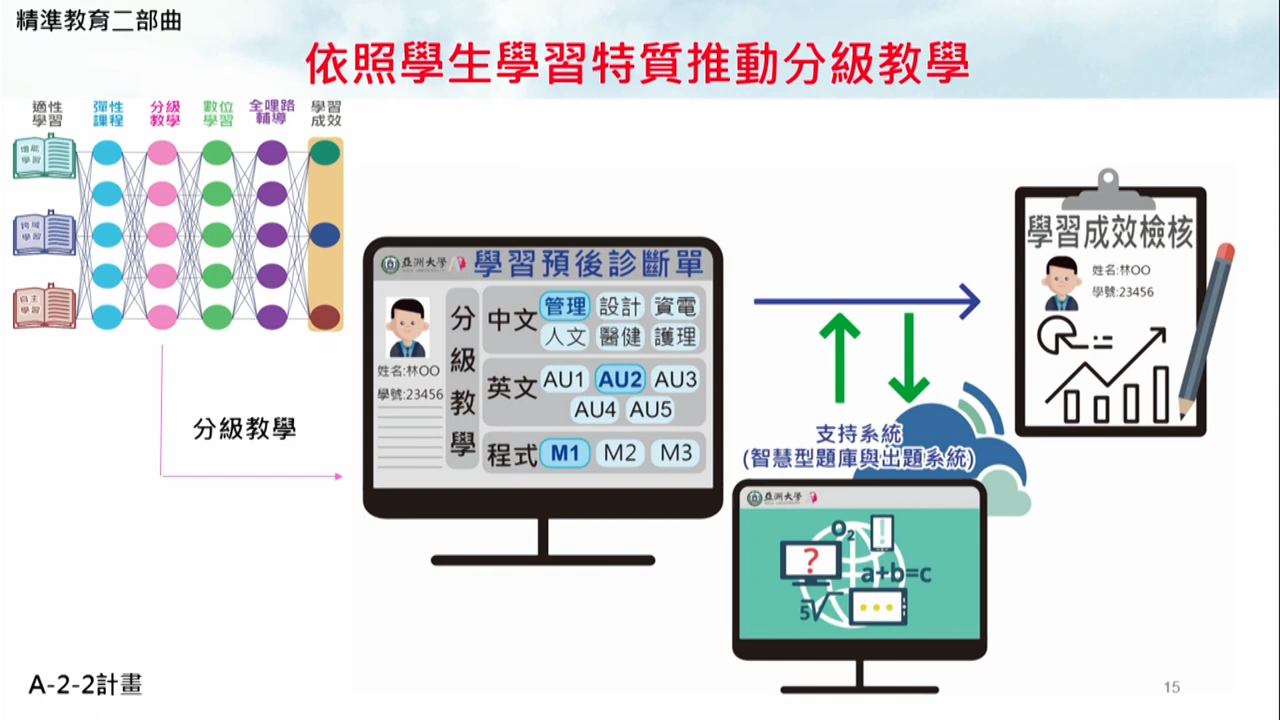 精準教育二部曲
依照學生學習特質推動分級教學
適性學習
彈性課程
分級教學
數位學習
全哩路輔導
學習成效
增能學習
跨域學習
自主學習
分級教學
亞洲大學
學習預後診斷單
姓名:林OO
學號:23456
分級教學
中文 管理 設計 資電
人文 醫健 護理
英文 AU1 AU2 AU3
AU4 AU5
程式 M1 M2 M3
支持系統
(智慧型題庫與出題系統)
亞洲大學
O2 !
?
a+b=c
5√
學習成效檢核
姓名:林OO
學號:23456
A-2-2計畫
15